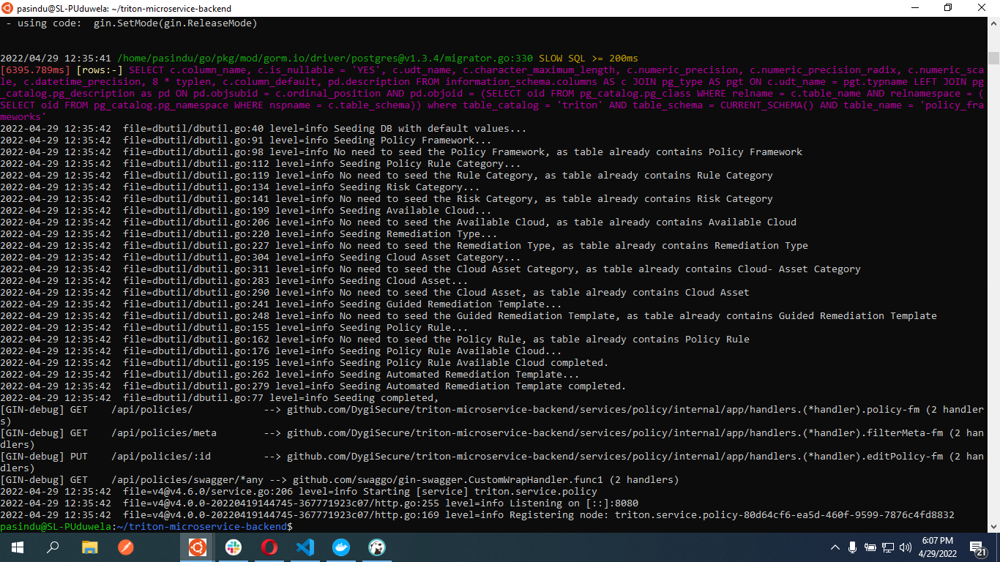 pasindu@SL-PUduwela: ~/triton-microservice-backend
- using code:  gin.SetMode(gin.ReleaseMode)
2022/04/29 12:35:41 /home/pasindu/go/pkg/mod/gorm.io/driver/postgres@v1.3.4/migrator.go:330 SLOW SQL >= 200ms
[6395.789ms] [rows:-] SELECT c.column_name, c.is_nullable = 'YES', c.udt_name, c.character_maximum_length, c.numeric_precision, c.numeric_precision_radix, c.numeric_sca
le, c.datetime_precision, 8 * typlen, c.column_default, pd.description FROM information_schema.columns AS c JOIN pg_type AS pgt ON c.udt_name = pgt.typname LEFT JOIN pg
_catalog.pg_description as pd ON pd.objsubid = c.ordinal_position AND pd.objoid = (SELECT oid FROM pg_catalog.pg_class WHERE relname = c.table_name AND relnamespace = (
SELECT oid FROM pg_catalog.pg_namespace WHERE nspname = c.table_schema)) where table_catalog = 'triton' AND table_schema = CURRENT_SCHEMA() AND table_name = 'policy_fra
meworks'
2022-04-29 12:35:42  file=dbutil/dbutil.go:40 level=info Seeding DB with default values...
2022-04-29 12:35:42  file=dbutil/dbutil.go:91 level=info Seeding Policy Framework...
2022-04-29 12:35:42  file=dbutil/dbutil.go:98 level=info No need to seed the Policy Framework, as table already contains Policy Framework
2022-04-29 12:35:42  file=dbutil/dbutil.go:112 level=info Seeding Policy Rule Category...
2022-04-29 12:35:42  file=dbutil/dbutil.go:119 level=info No need to seed the Rule Category, as table already contains Rule Category
2022-04-29 12:35:42  file=dbutil/dbutil.go:134 level=info Seeding Risk Category...
2022-04-29 12:35:42  file=dbutil/dbutil.go:141 level=info No need to seed the Risk Category, as table already contains Risk Category
2022-04-29 12:35:42  file=dbutil/dbutil.go:199 level=info Seeding Available Cloud...
2022-04-29 12:35:42  file=dbutil/dbutil.go:206 level=info No need to seed the Available Cloud, as table already contains Available Cloud
2022-04-29 12:35:42  file=dbutil/dbutil.go:220 level=info Seeding Remediation Type...
2022-04-29 12:35:42  file=dbutil/dbutil.go:227 level=info No need to seed the Remediation Type, as table already contains Remediation Type
2022-04-29 12:35:42  file=dbutil/dbutil.go:304 level=info Seeding Cloud Asset Category...
2022-04-29 12:35:42  file=dbutil/dbutil.go:311 level=info No need to seed the Cloud Asset Category, as table already contains Cloud- Asset Category
2022-04-29 12:35:42  file=dbutil/dbutil.go:283 level=info Seeding Cloud Asset...
2022-04-29 12:35:42  file=dbutil/dbutil.go:290 level=info No need to seed the Cloud Asset, as table already contains Cloud Asset
2022-04-29 12:35:42  file=dbutil/dbutil.go:241 level=info Seeding Guided Remediation Template...
2022-04-29 12:35:42  file=dbutil/dbutil.go:248 level=info No need to seed the Guided Remediation Template, as table already contains Guided Remediation Template
2022-04-29 12:35:42  file=dbutil/dbutil.go:155 level=info Seeding Policy Rule...
2022-04-29 12:35:42  file=dbutil/dbutil.go:162 level=info No need to seed the Policy Rule, as table already contains Policy Rule
2022-04-29 12:35:42  file=dbutil/dbutil.go:176 level=info Seeding Policy Rule Available Cloud...
2022-04-29 12:35:42  file=dbutil/dbutil.go:195 level=info Seeding Policy Rule Available Cloud completed.
2022-04-29 12:35:42  file=dbutil/dbutil.go:262 level=info Seeding Automated Remediation Template...
2022-04-29 12:35:42  file=dbutil/dbutil.go:279 level=info Seeding Automated Remediation Template completed.
2022-04-29 12:35:42  file=dbutil/dbutil.go:77 level=info Seeding completed,
[GIN-debug] GET    /api/policies/            --> github.com/DygiSecure/triton-microservice-backend/services/policy/internal/app/handlers.(*handler).policy-fm (2 handler
s)
[GIN-debug] GET    /api/policies/meta        --> github.com/DygiSecure/triton-microservice-backend/services/policy/internal/app/handlers.(*handler).filterMeta-fm (2 han
dlers)
[GIN-debug] PUT    /api/policies/:id         --> github.com/DygiSecure/triton-microservice-backend/services/policy/internal/app/handlers.(*handler).editPolicy-fm (2 han
dlers)
[GIN-debug] GET    /api/policies/swagger/*any --> github.com/swaggo/gin-swagger.CustomWrapHandler.func1 (2 handlers)
2022-04-29 12:35:42  file=v4@v4.6.0/service.go:206 level=info Starting [service] triton.service.policy
2022-04-29 12:35:42  file=v4@v4.0.0-20220419144745-367771923c07/http.go:255 level=info Listening on [::]:8080
2022-04-29 12:35:42  file=v4@v4.0.0-20220419144745-367771923c07/http.go:169 level=info Registering node: triton.service.policy-80d64cf6-ea5d-460f-9599-7876c4fd8832
pasindu@SL-PUduwela:~/triton-microservice-backend$
6:07 PM
4/29/2022
21